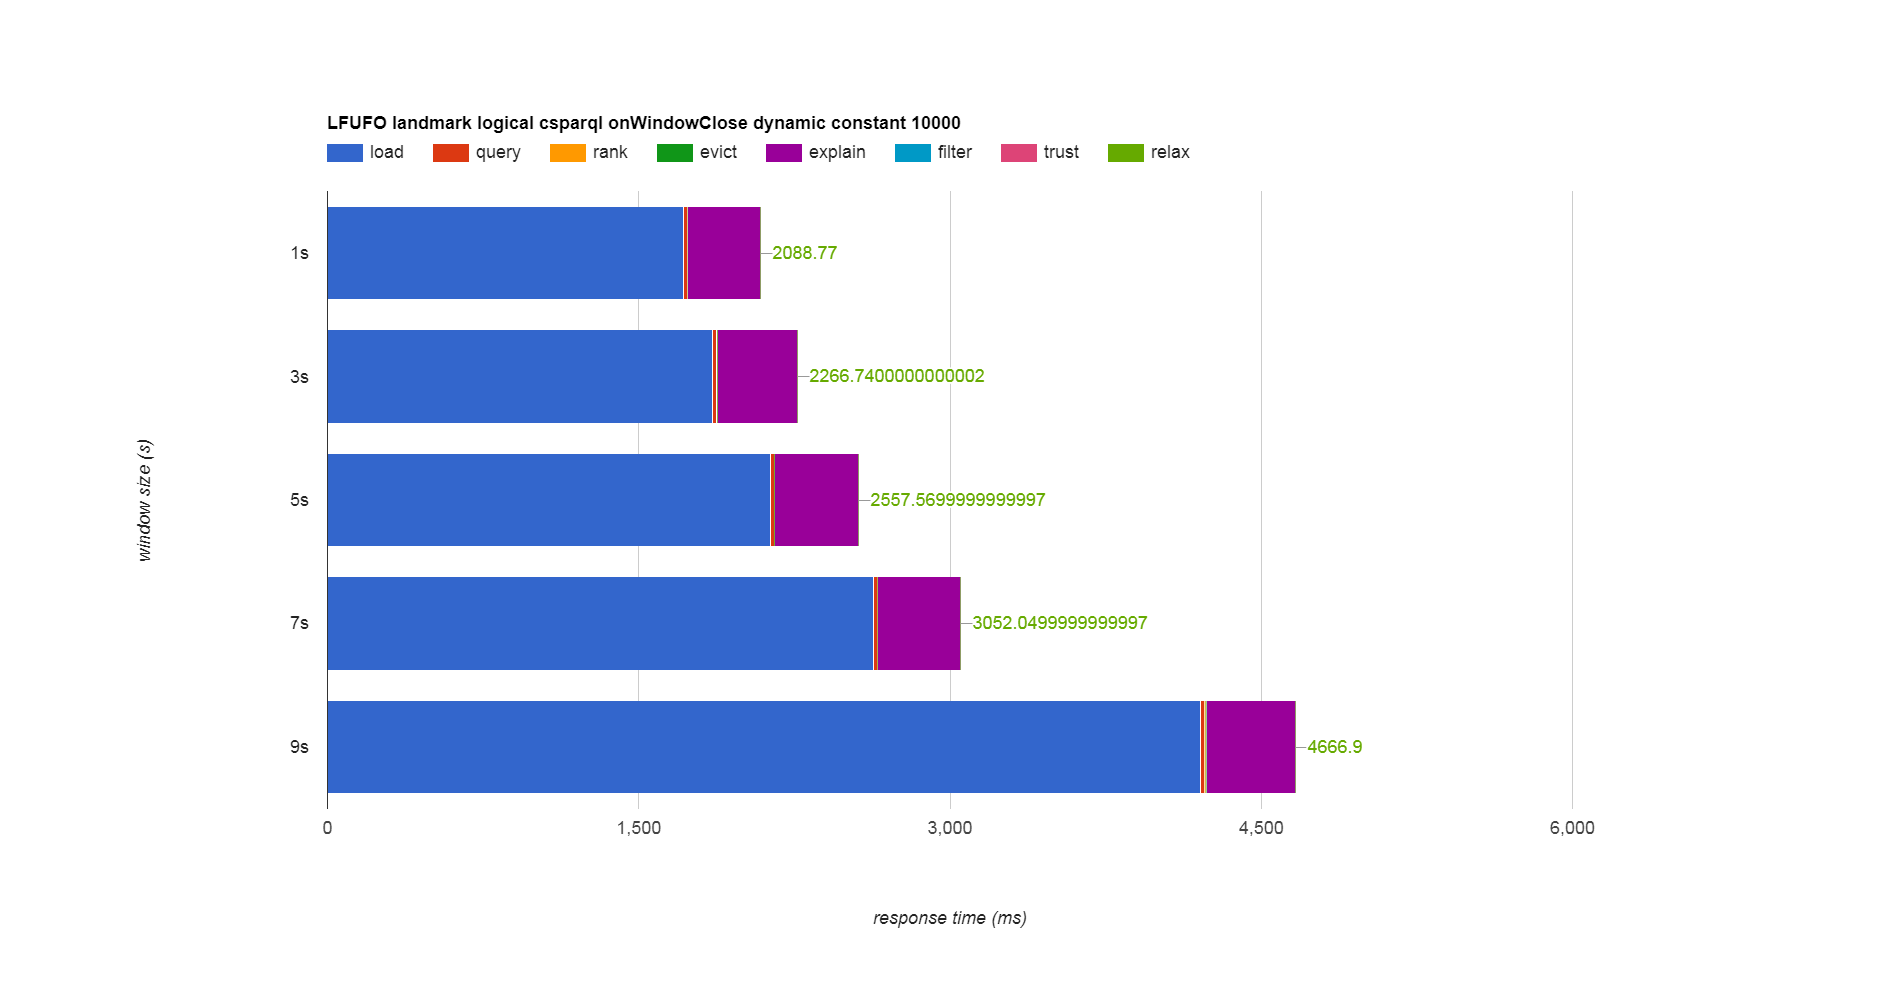 LFUFO landmark logical csparql onWindowClose dynamic constant 10000
load query rank evict explain filter trust relax
1s 2088.77
3s 2266.7400000000002
5s 2557.5699999999997
7s 3052.0499999999997
9s 4666.9
0 1,500 3,000 4,500 6,000
window size (s)
response time (ms)